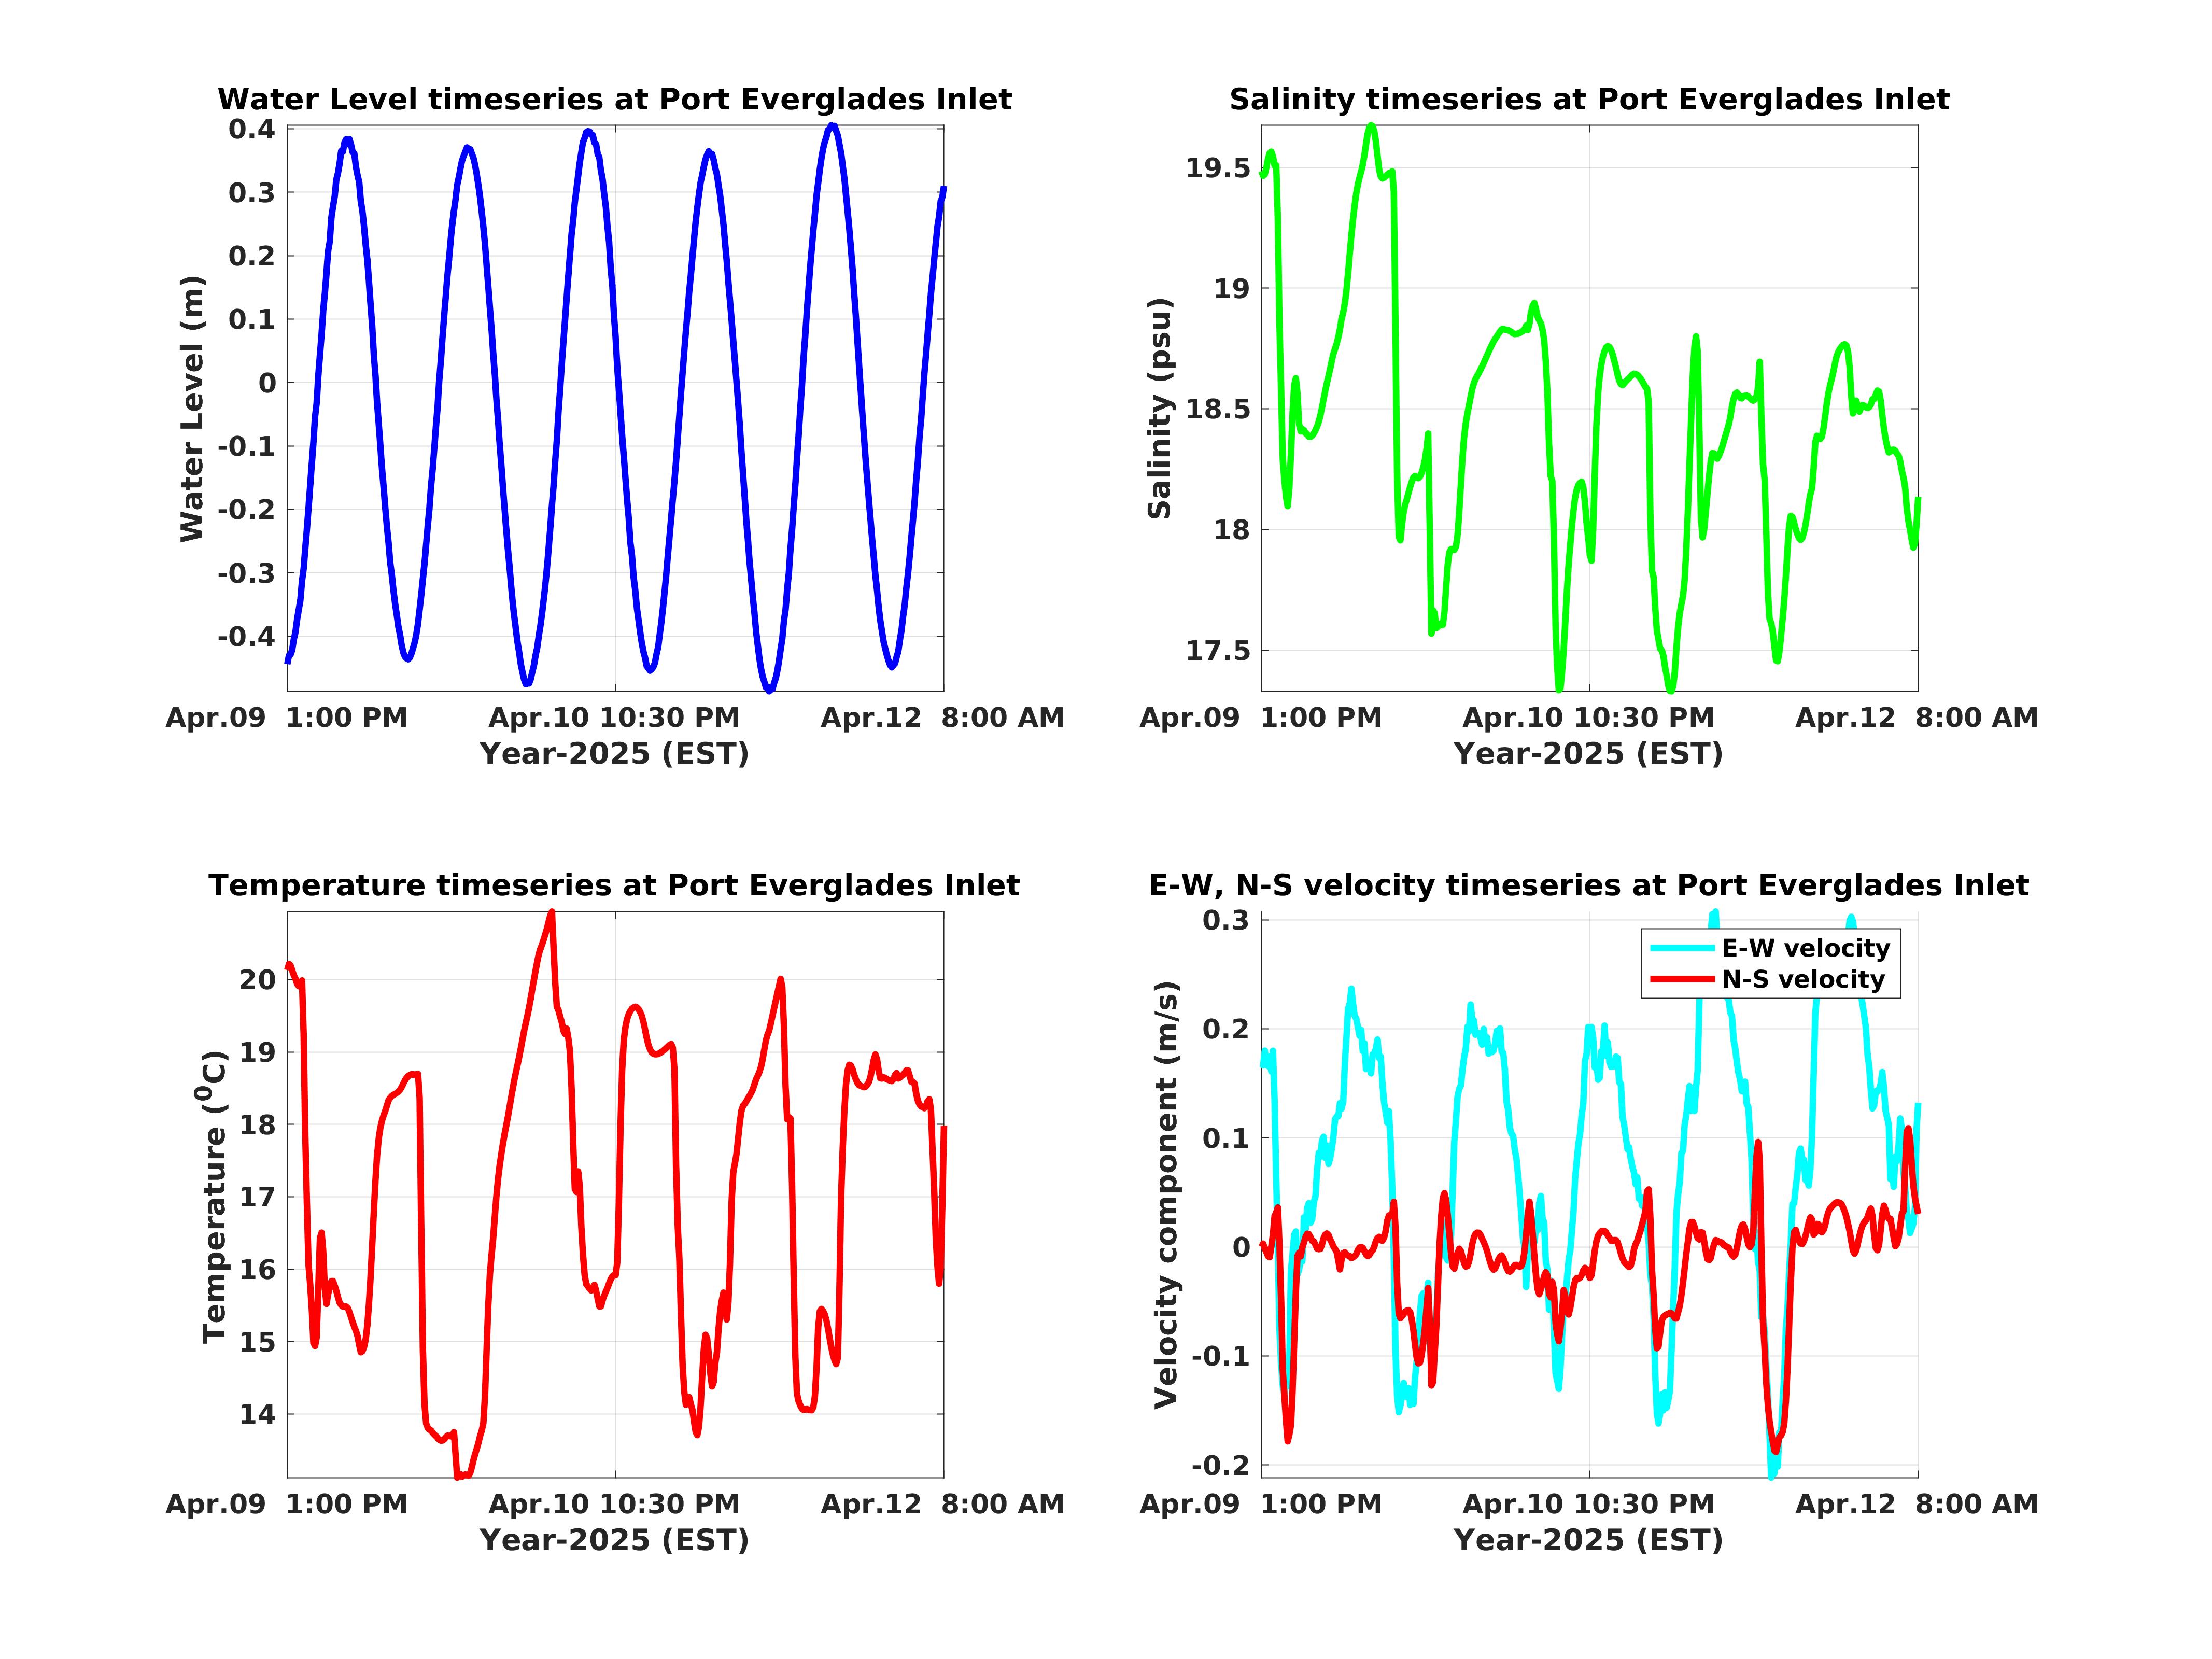 Water Level timeseries at Port Everglades Inlet
0.4
0.3
0.2
0.1
0
-0.1
-0.2
-0.3
-0.4
Water Level (m)
Apr.09 1:00 PM
Apr.10 10:30 PM
Apr.12 8:00 AM
Year-2025 (EST)
Salinity timeseries at Port Everglades Inlet
19.5
19
18.5
18
17.5
Salinity (psu)
Apr.09 1:00 PM
Apr.10 10:30 PM
Apr.12 8:00 AM
Year-2025 (EST)
Temperature timeseries at Port Everglades Inlet
20
19
18
17
16
15
14
Temperature (⁰C)
Apr.09 1:00 PM
Apr.10 10:30 PM
Apr.12 8:00 AM
Year-2025 (EST)
E-W, N-S velocity timeseries at Port Everglades Inlet
0.3
0.2
0.1
0
-0.1
-0.2
Velocity component (m/s)
E-W velocity
N-S velocity
Apr.09 1:00 PM
Apr.10 10:30 PM
Apr.12 8:00 AM
Year-2025 (EST)